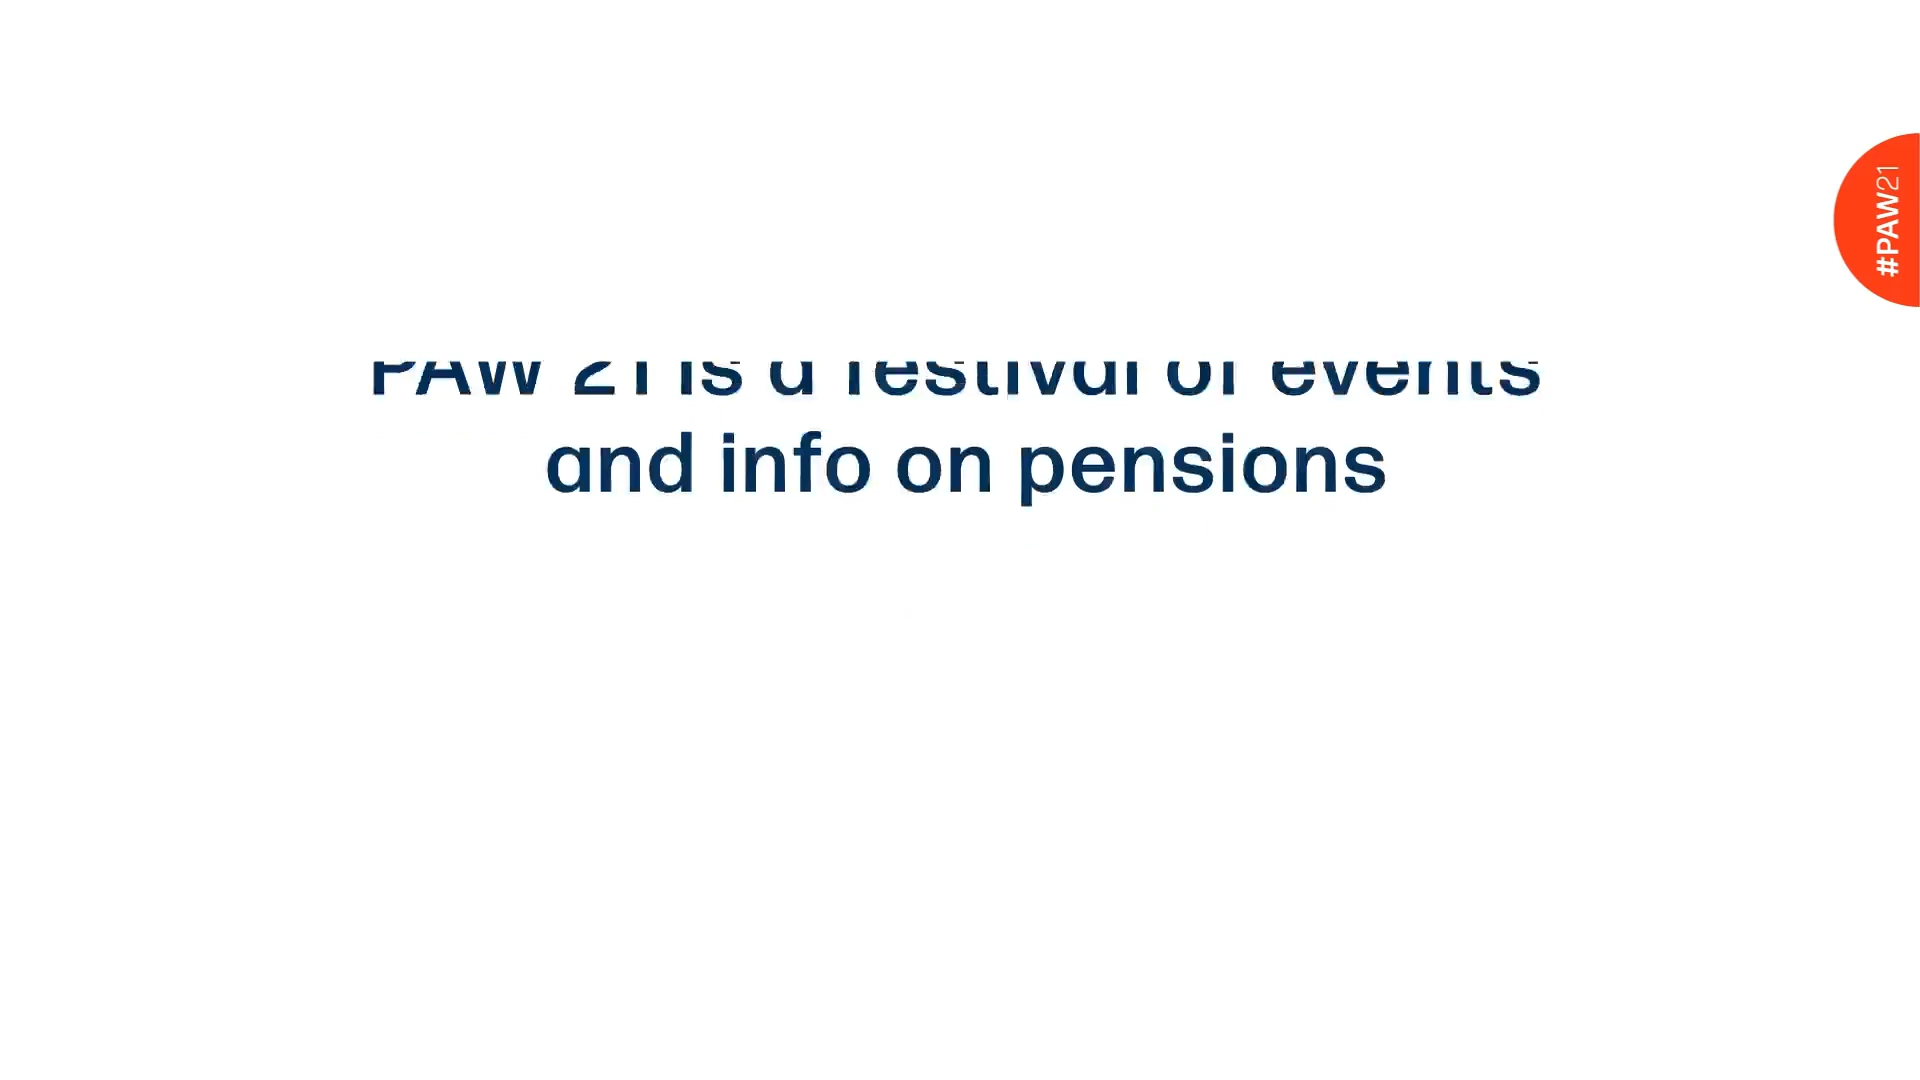 PAW 21 is a festival of events
and info on pensions
#PAW21